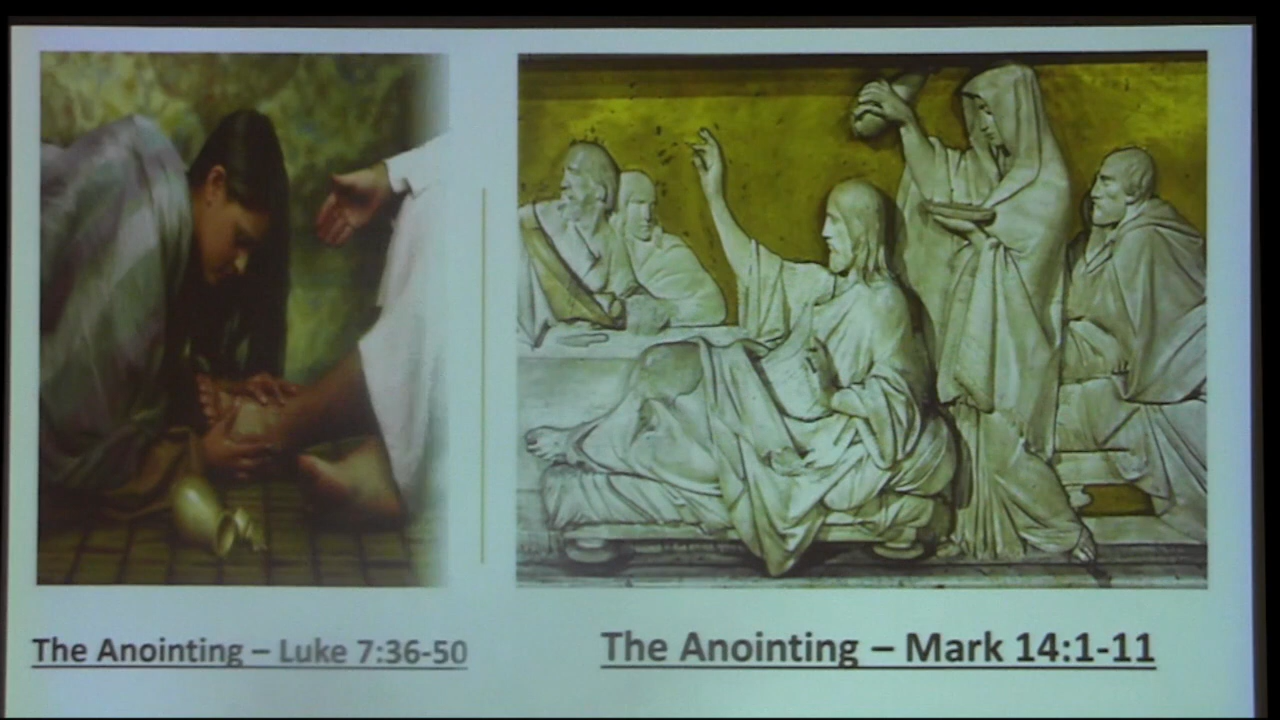 The Anointing – Luke 7:36-50
The Anointing – Mark 14:1-11